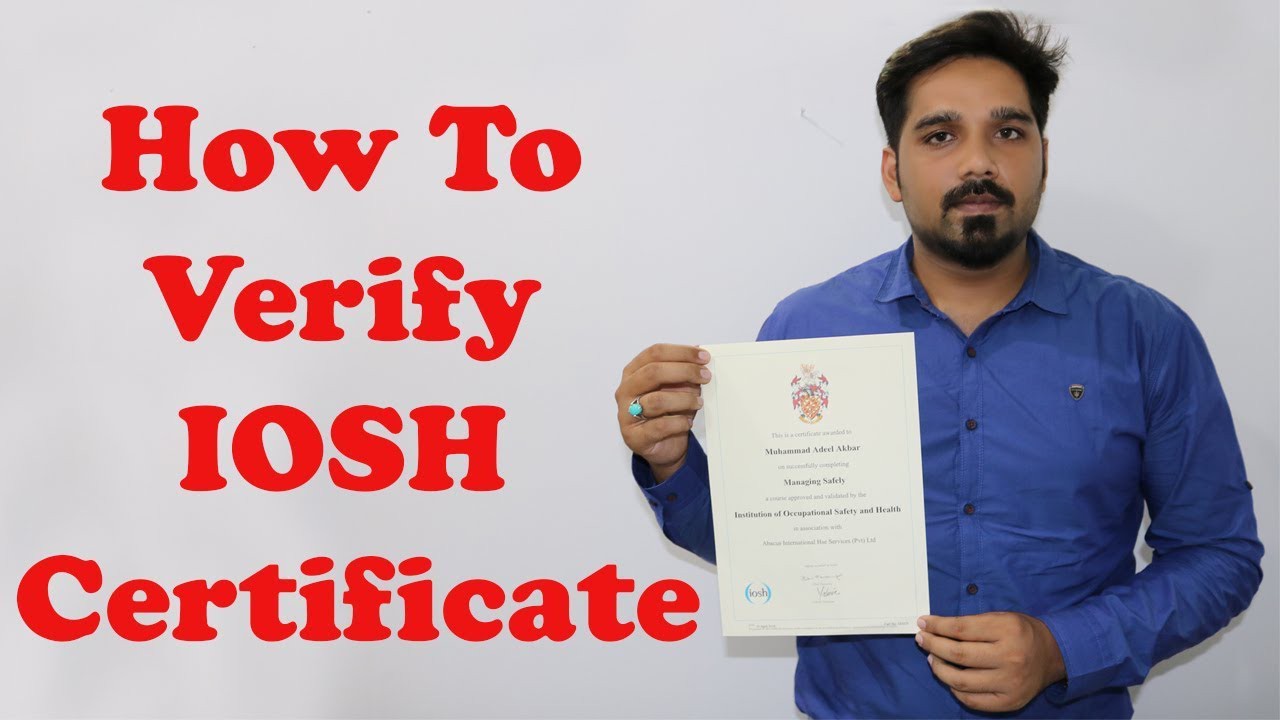 How To
Verify
IOSH
Certificate
This is a certificate awarded to
Muhammad Adeel Akbar
on successfully completing
Managing Safely
a course approved and validated by the
Institution of Occupational Safety and Health
in association with
Abacus International Hse Services (Pvt) Ltd
iosh